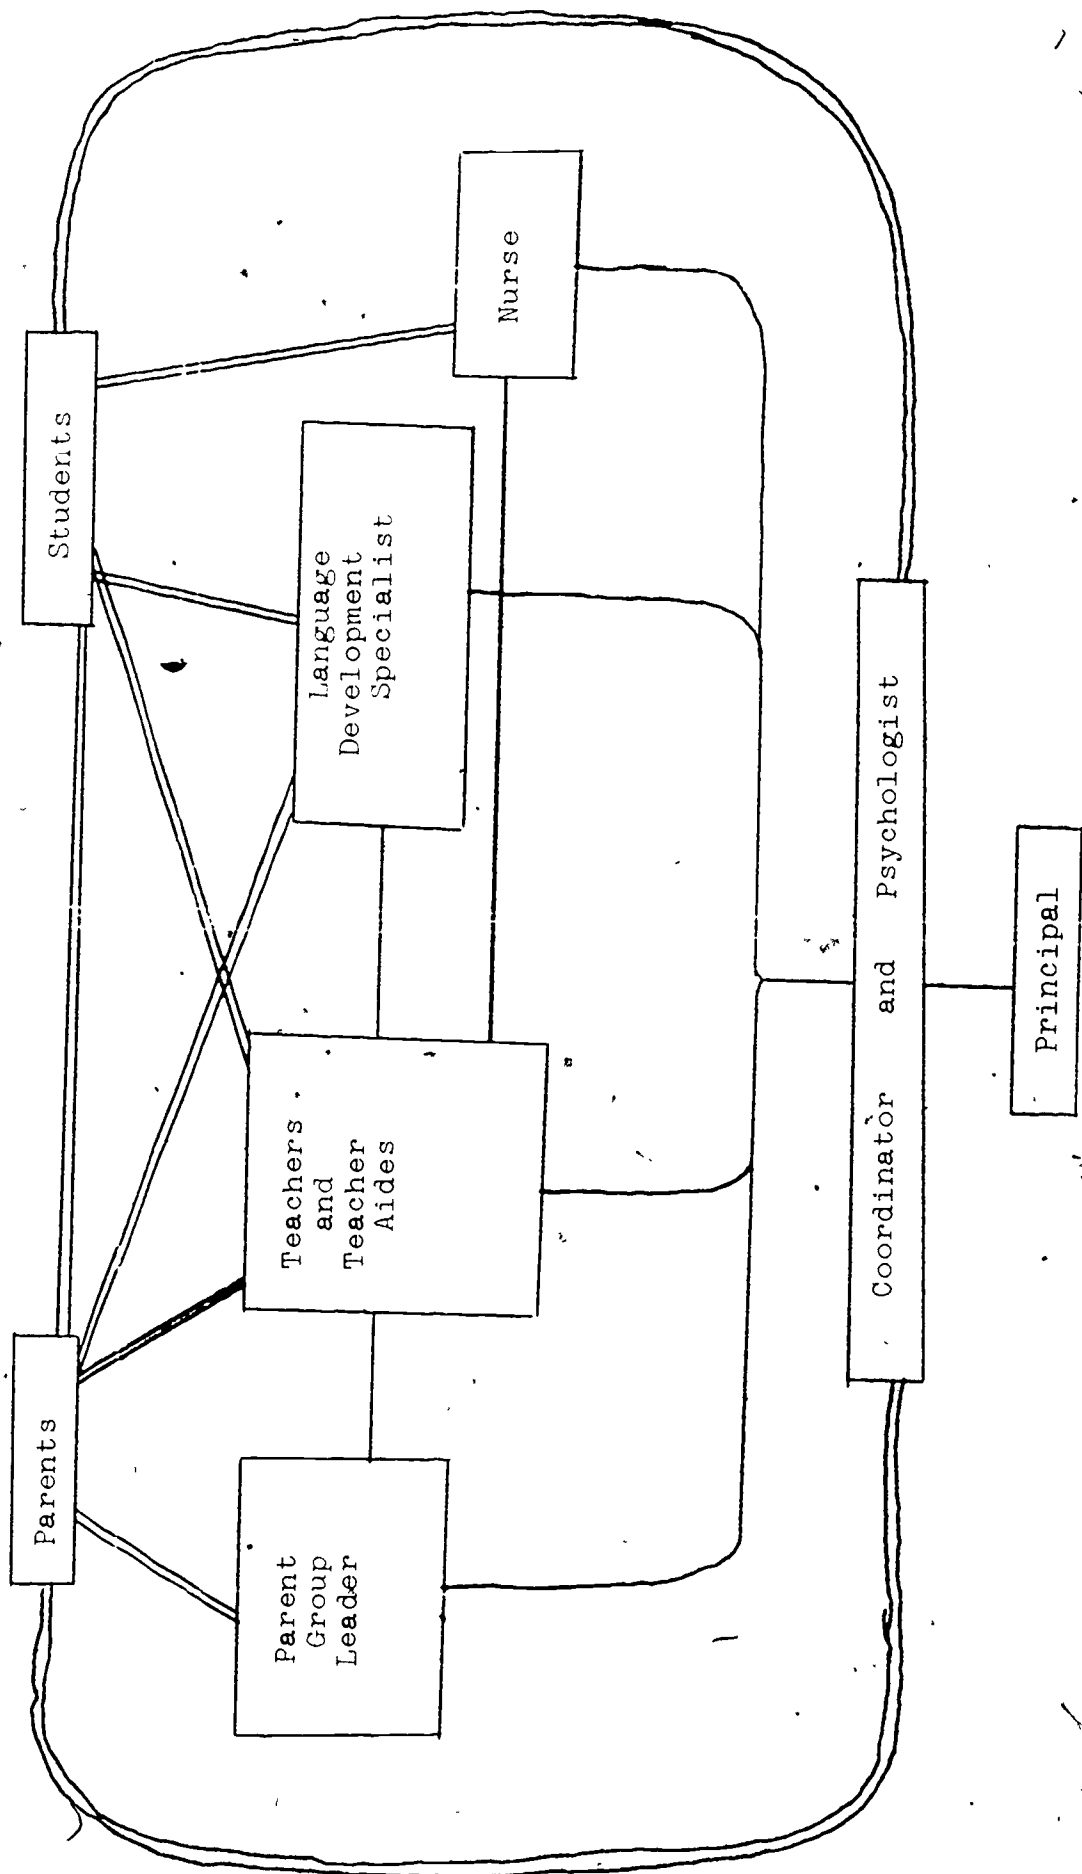 Parents
Students
Parent
Group
Leader
Teachers
and
Teacher
Aides
Language
Development
Specialist
Nurse
Coordinator and Psychologist
Principal